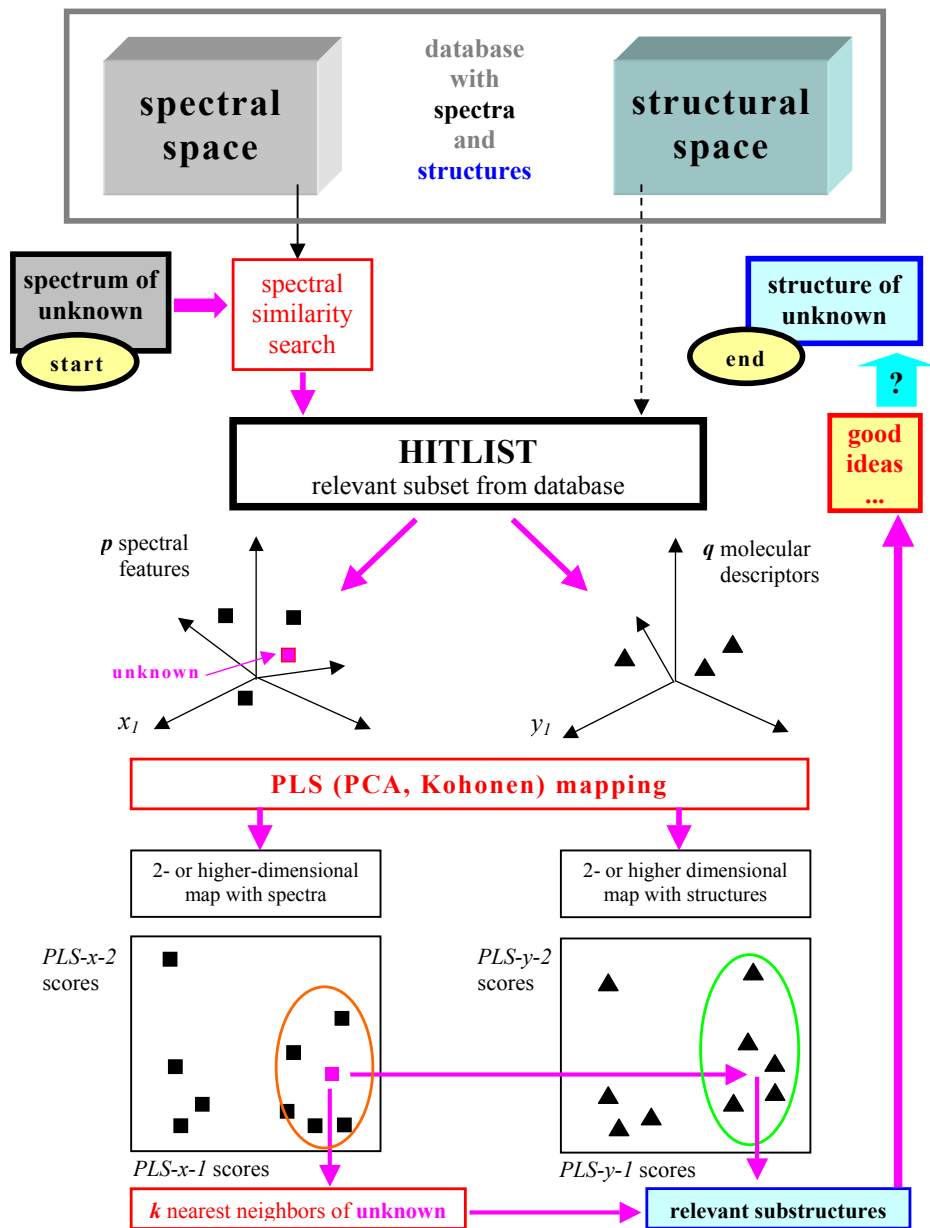 spectral
space
database
with
spectra
and
structures
structural
space
spectrum of
unknown
start
spectral
similarity
search
structure of
unknown
end
?
good
ideas
...
HITLIST
relevant subset from database
p spectral
features
unknown
x1
q molecular
descriptors
y1
PLS (PCA, Kohonen) mapping
2- or higher-dimensional
map with spectra
2- or higher dimensional
map with structures
PLS-x-2
scores
PLS-y-2
scores
PLS-x-1 scores
PLS-y-1 scores
k nearest neighbors of unknown
relevant substructures